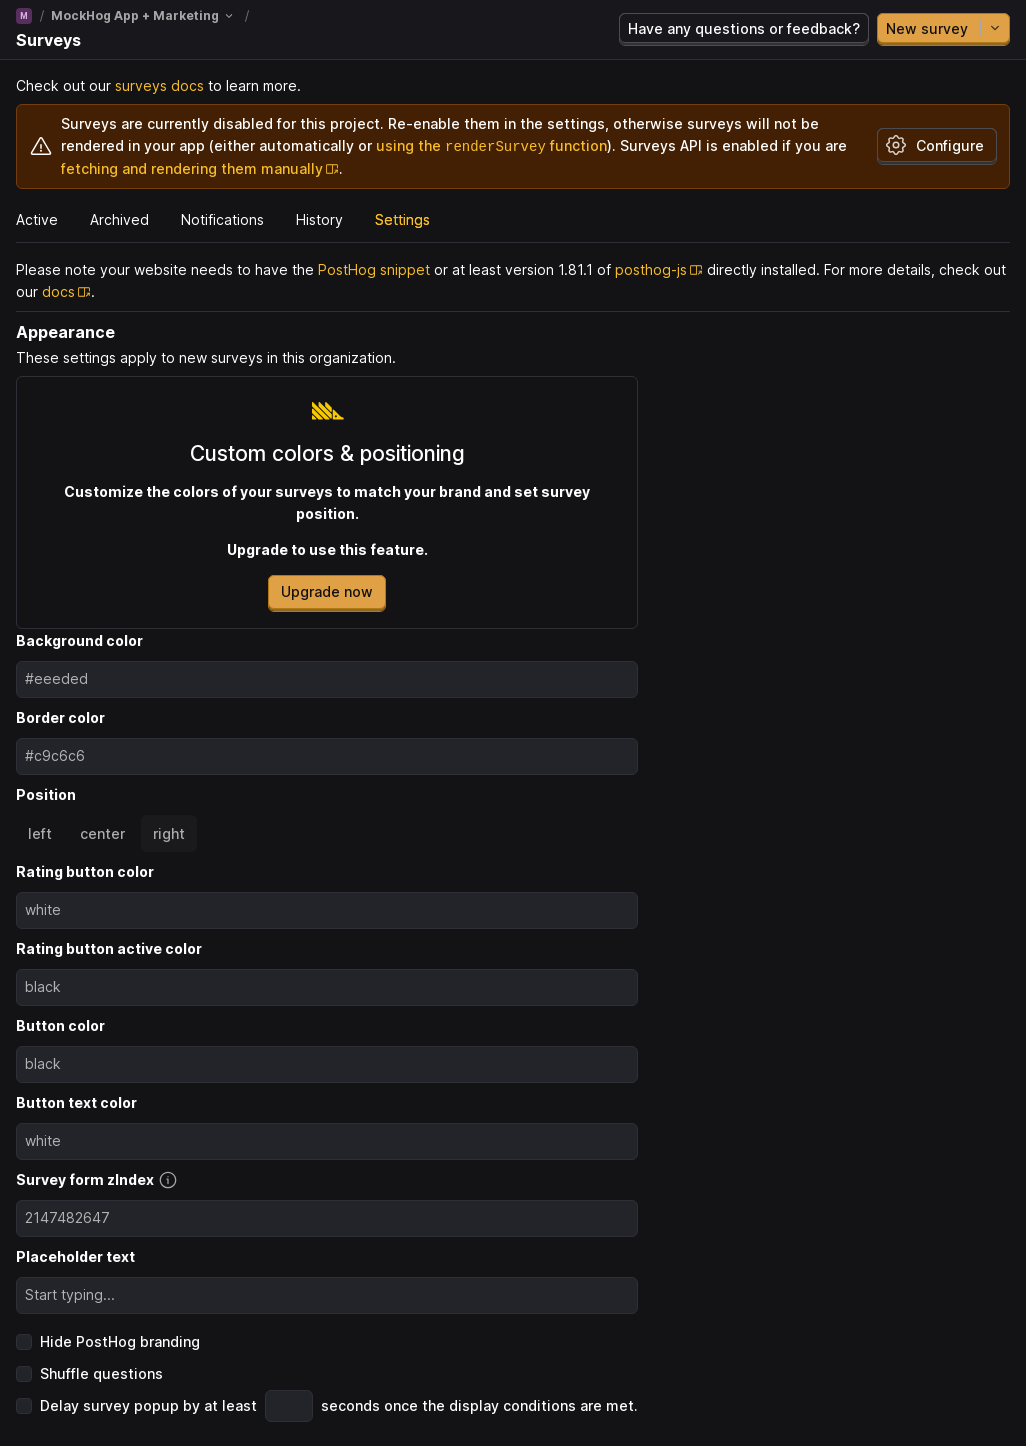 M / MockHog App + Marketing /
Surveys
Have any questions or feedback?
New survey
Check out our surveys docs to learn more.
Surveys are currently disabled for this project. Re-enable them in the settings, otherwise surveys will not be
rendered in your app (either automatically or using the renderSurvey function). Surveys API is enabled if you are
fetching and rendering them manually.
Configure
Active Archived Notifications History Settings
Please note your website needs to have the PostHog snippet or at least version 1.81.1 of posthog-js directly installed. For more details, check out
our docs.
Appearance
These settings apply to new surveys in this organization.
Custom colors & positioning
Customize the colors of your surveys to match your brand and set survey
position.
Upgrade to use this feature.
Upgrade now
Background color
#eeeded
Border color
#c9c6c6
Position
left center right
Rating button color
white
Rating button active color
black
Button color
black
Button text color
white
Survey form zIndex
2147482647
Placeholder text
Start typing...
Hide PostHog branding
Shuffle questions
Delay survey popup by at least seconds once the display conditions are met.